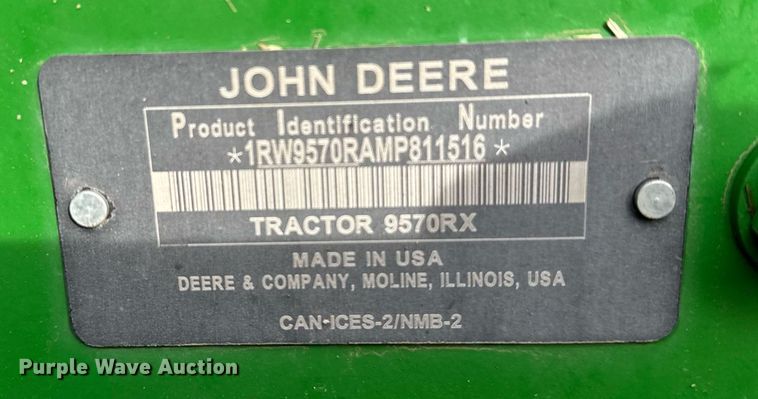 JOHN DEERE
Product Identification Number
*1RW9570RAMP811516*
TRACTOR 9570RX
MADE IN USA
DEERE & COMPANY, MOLINE, ILLINOIS, USA
CAN-ICES-2/NMB-2
Purple Wave Auction